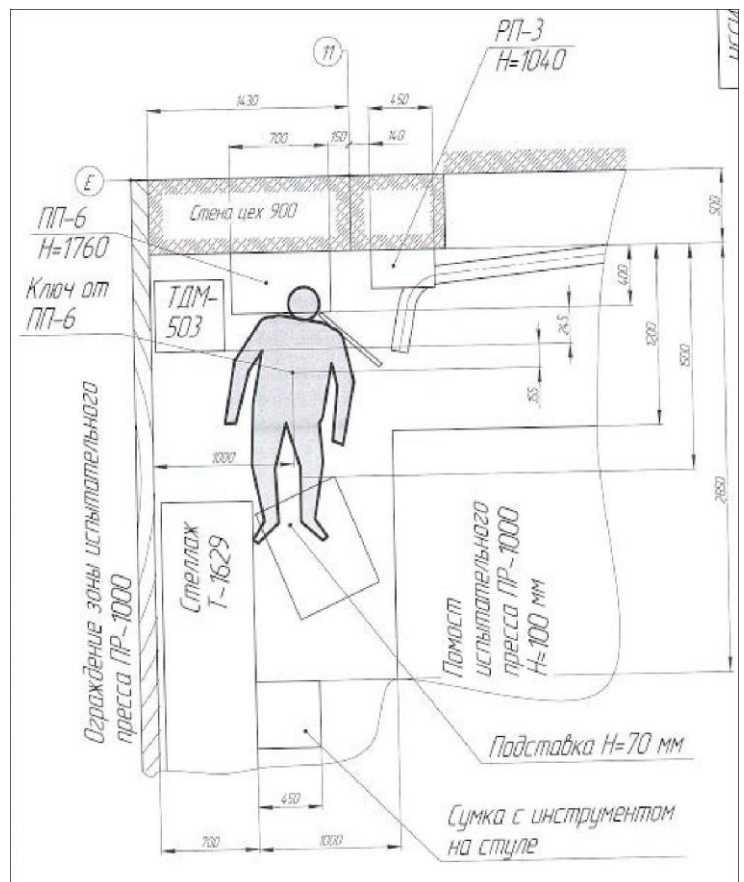 РП-3
H=1040
11
1430
450
700
150
140
Е
Стена цех 900
500
ПП-6
H=1760
Ключ от
ПП-6
ТДМ-
503
400
245
155
1200
1500
2850
1000
Ограждение зоны испытательного
пресса ПР-1000
Стеллаж
Т-1629
Помост
испытательного
пресса ПР-1000
H=100 мм
Подставка H=70 мм
Сумка с инструментом
на стуле
450
700
1000